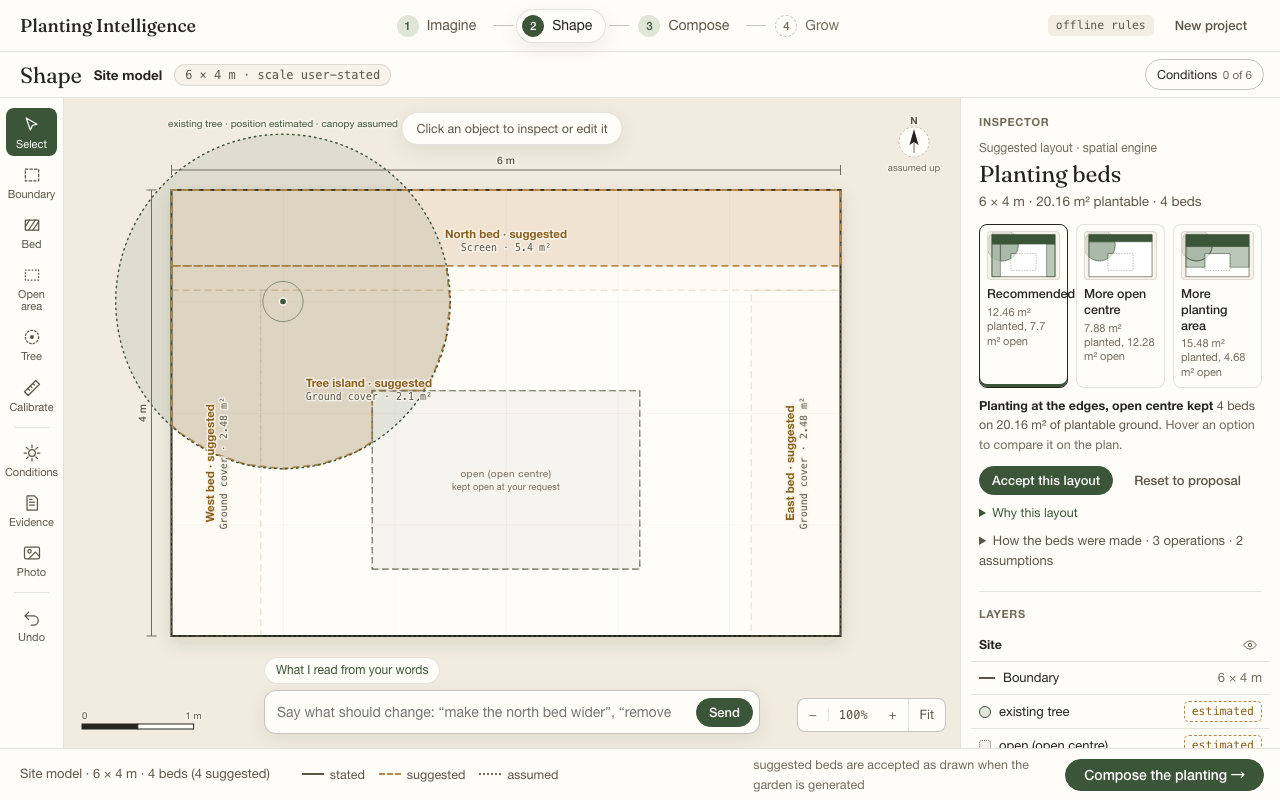 Planting Intelligence
1 Imagine
2 Shape
3 Compose
4 Grow
offline rules
New project
Shape Site model 6 × 4 m · scale user-stated
Conditions 0 of 6
Select
Boundary
Bed
Open
area
Tree
Calibrate
Conditions
Evidence
Photo
Undo
existing tree · position estimated · canopy assumed
Click an object to inspect or edit it
N
assumed up
6 m
4 m
North bed · suggested
Screen · 5.4 m²
Tree island · suggested
Ground cover · 2.1 m²
West bed · suggested
Ground cover · 2.48 m²
East bed · suggested
Ground cover · 2.48 m²
open (open centre)
kept open at your request
What I read from your words
Say what should change: “make the north bed wider”, “remove
Send
0 1 m
− 100% + Fit
INSPECTOR
Suggested layout · spatial engine
Planting beds
6 × 4 m · 20.16 m² plantable · 4 beds
Recommended
12.46 m²
planted, 7.7
m² open
More open
centre
7.88 m²
planted, 12.28
m² open
More
planting
area
15.48 m²
planted, 4.68
m² open
Planting at the edges, open centre kept 4 beds
on 20.16 m² of plantable ground. Hover an option
to compare it on the plan.
Accept this layout
Reset to proposal
Why this layout
How the beds were made · 3 operations · 2
assumptions
LAYERS
Site
Boundary 6 × 4 m
existing tree estimated
open (open centre) estimated
Site model · 6 × 4 m · 4 beds (4 suggested)
stated
suggested
assumed
suggested beds are accepted as drawn when the
garden is generated
Compose the planting →